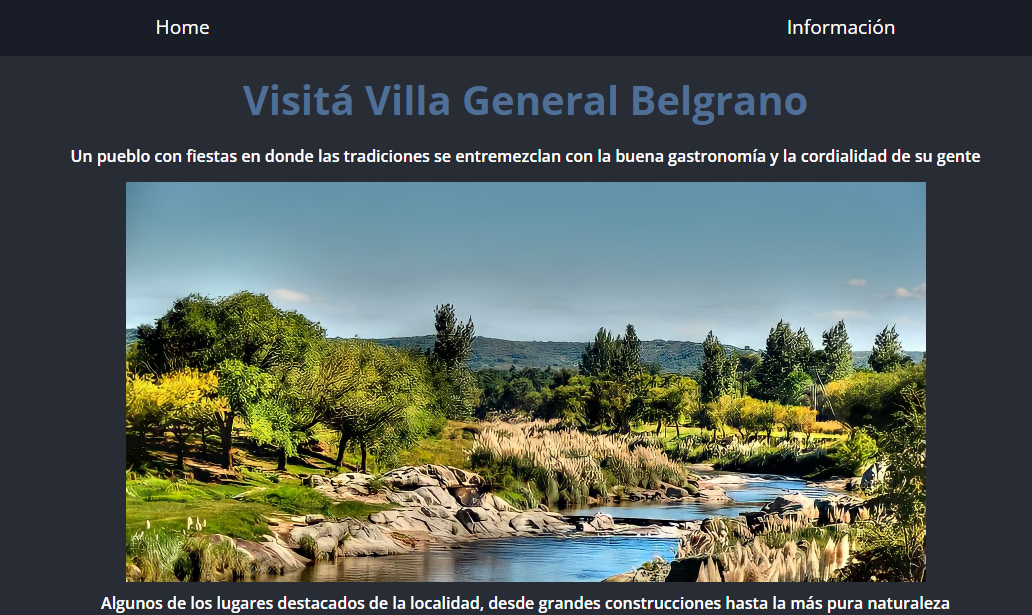 Home
Información
Visitá Villa General Belgrano
Un pueblo con fiestas en donde las tradiciones se entremezclan con la buena gastronomía y la cordialidad de su gente
Algunos de los lugares destacados de la localidad, desde grandes construcciones hasta la más pura naturaleza